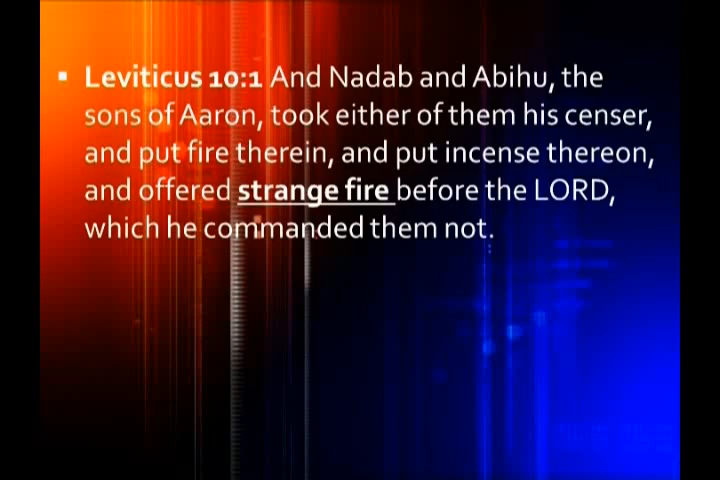 ▪ Leviticus 10:1 And Nadab and Abihu, the
sons of Aaron, took either of them his censer,
and put fire therein, and put incense thereon,
and offered strange fire before the LORD,
which he commanded them not.